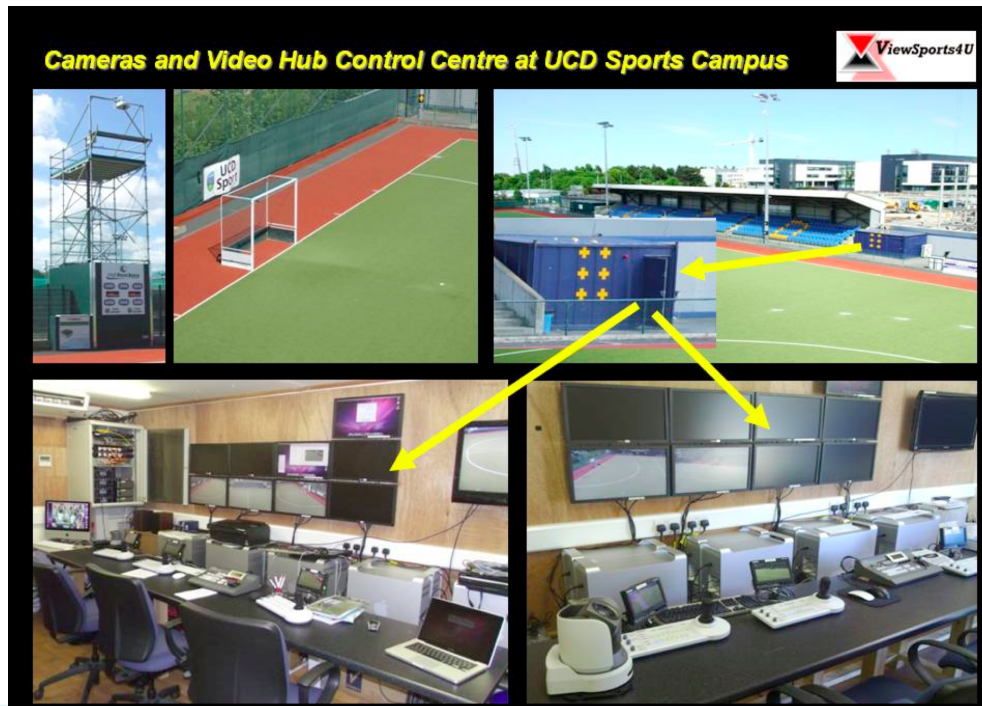 Cameras and Video Hub Control Centre at UCD Sports Campus
ViewSports4U
UCD
Sport